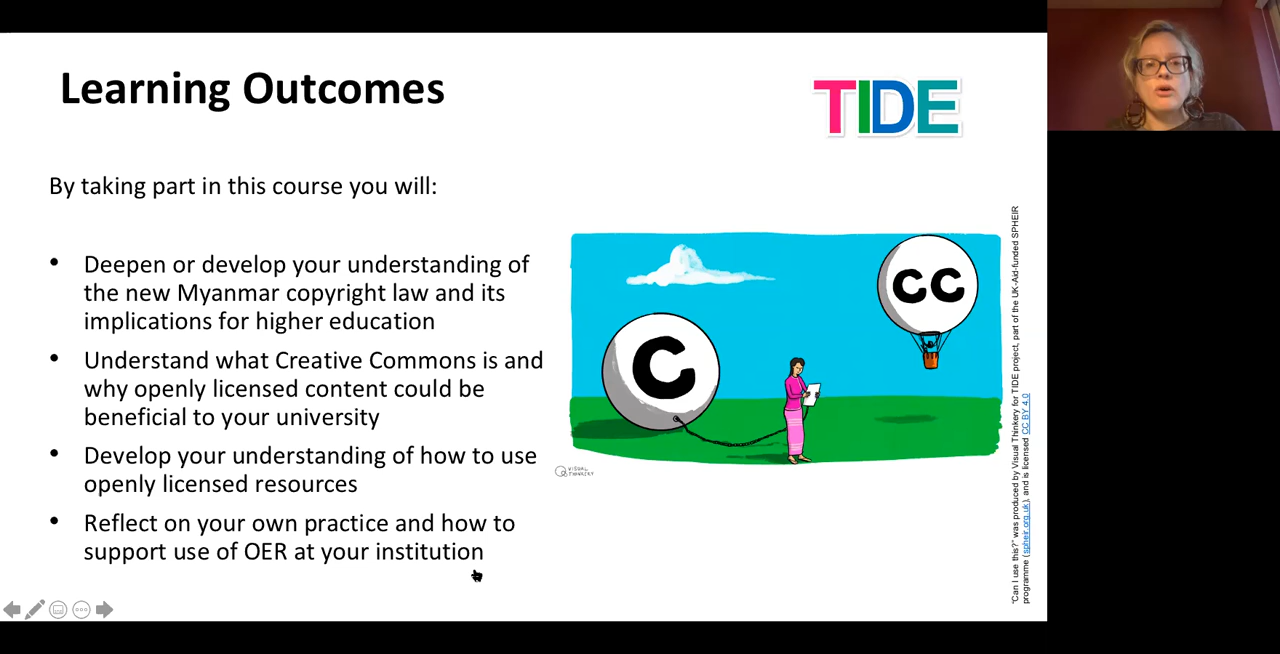 Learning Outcomes
TIDE
By taking part in this course you will:
• Deepen or develop your understanding of
the new Myanmar copyright law and its
implications for higher education
• Understand what Creative Commons is and
why openly licensed content could be
beneficial to your university
• Develop your understanding of how to use
openly licensed resources
• Reflect on your own practice and how to
support use of OER at your institution
C
CC
VISUAL
THINKERY
"Can I use this?" was produced by Visual Thinkery for TIDE project, part of the UK-Aid-funded SPHEIR
programme (spheir.org.uk), and is licensed CC BY 4.0